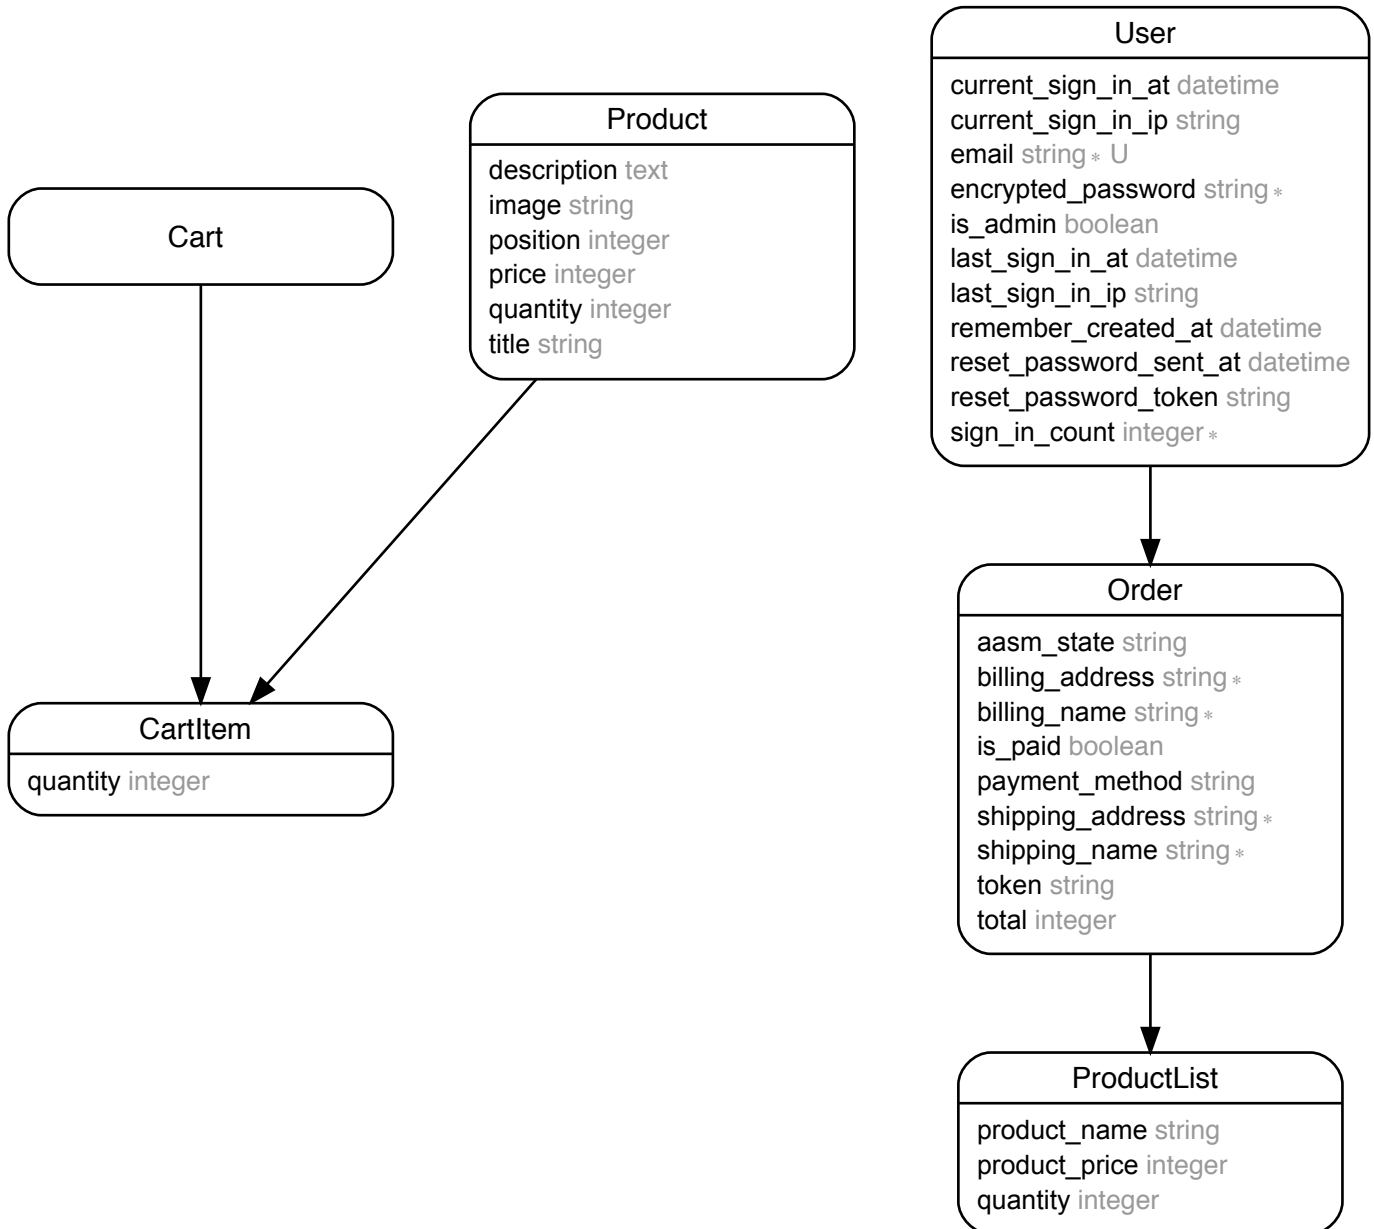 Cart
Product
description text
image string
position integer
price integer
quantity integer
title string
User
current_sign_in_at datetime
current_sign_in_ip string
email string * U
encrypted_password string *
is_admin boolean
last_sign_in_at datetime
last_sign_in_ip string
remember_created_at datetime
reset_password_sent_at datetime
reset_password_token string
sign_in_count integer *
CartItem
quantity integer
Order
aasm_state string
billing_address string *
billing_name string *
is_paid boolean
payment_method string
shipping_address string *
shipping_name string *
token string
total integer
ProductList
product_name string
product_price integer
quantity integer